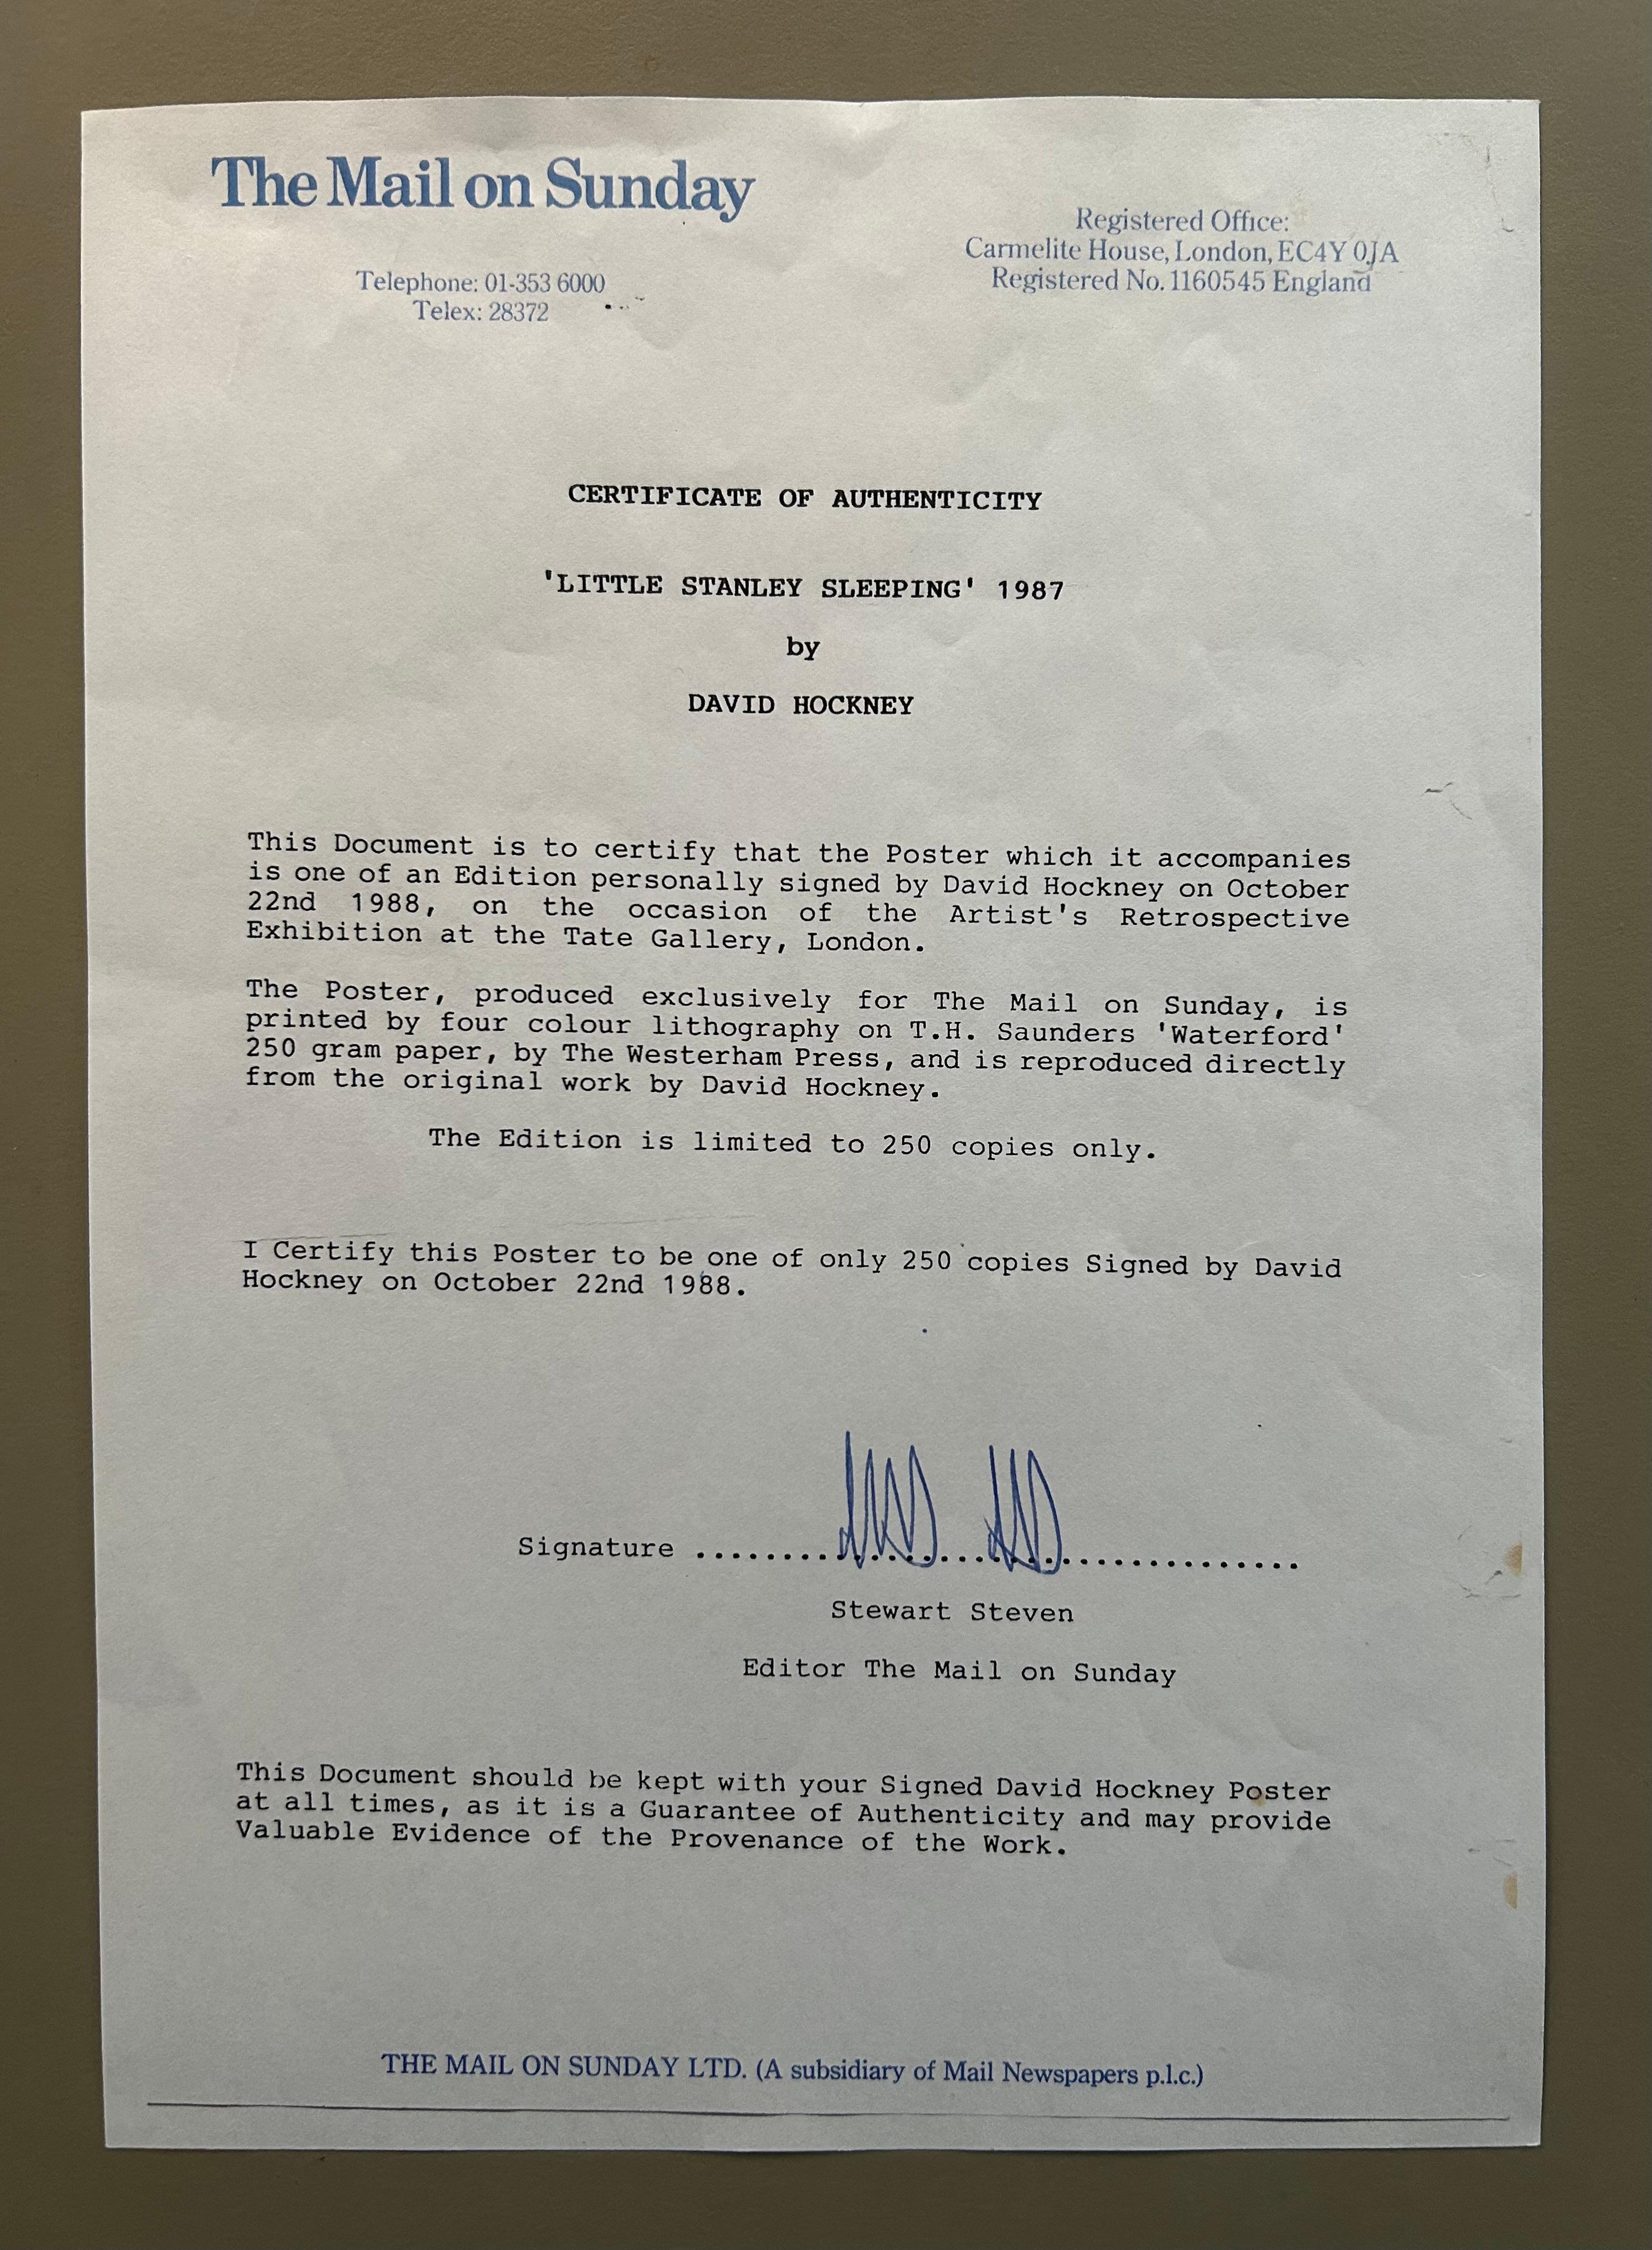 The Mail on Sunday
Telephone: 01-353 6000
Telex: 28372
Registered Office:
Carmelite House, London, EC4Y 0JA
Registered No. 1160545 England
CERTIFICATE OF AUTHENTICITY
'LITTLE STANLEY SLEEPING' 1987
by
DAVID HOCKNEY
This Document is to certify that the Poster which it accompanies
is one of an Edition personally signed by David Hockney on October
22nd 1988, on the occasion of the Artist's Retrospective
Exhibition at the Tate Gallery, London.
The Poster, produced exclusively for The Mail on Sunday, is
printed by four colour lithography on T.H. Saunders 'Waterford'
250 gram paper, by The Westerham Press, and is reproduced directly
from the original work by David Hockney.
The Edition is limited to 250 copies only.
I Certify this Poster to be one of only 250 copies Signed by David
Hockney on October 22nd 1988.
Signature ........................................
Stewart Steven
Editor The Mail on Sunday
This Document should be kept with your Signed David Hockney Poster
at all times, as it is a Guarantee of Authenticity and may provide
Valuable Evidence of the Provenance of the Work.
THE MAIL ON SUNDAY LTD. (A subsidiary of Mail Newspapers p.l.c.)